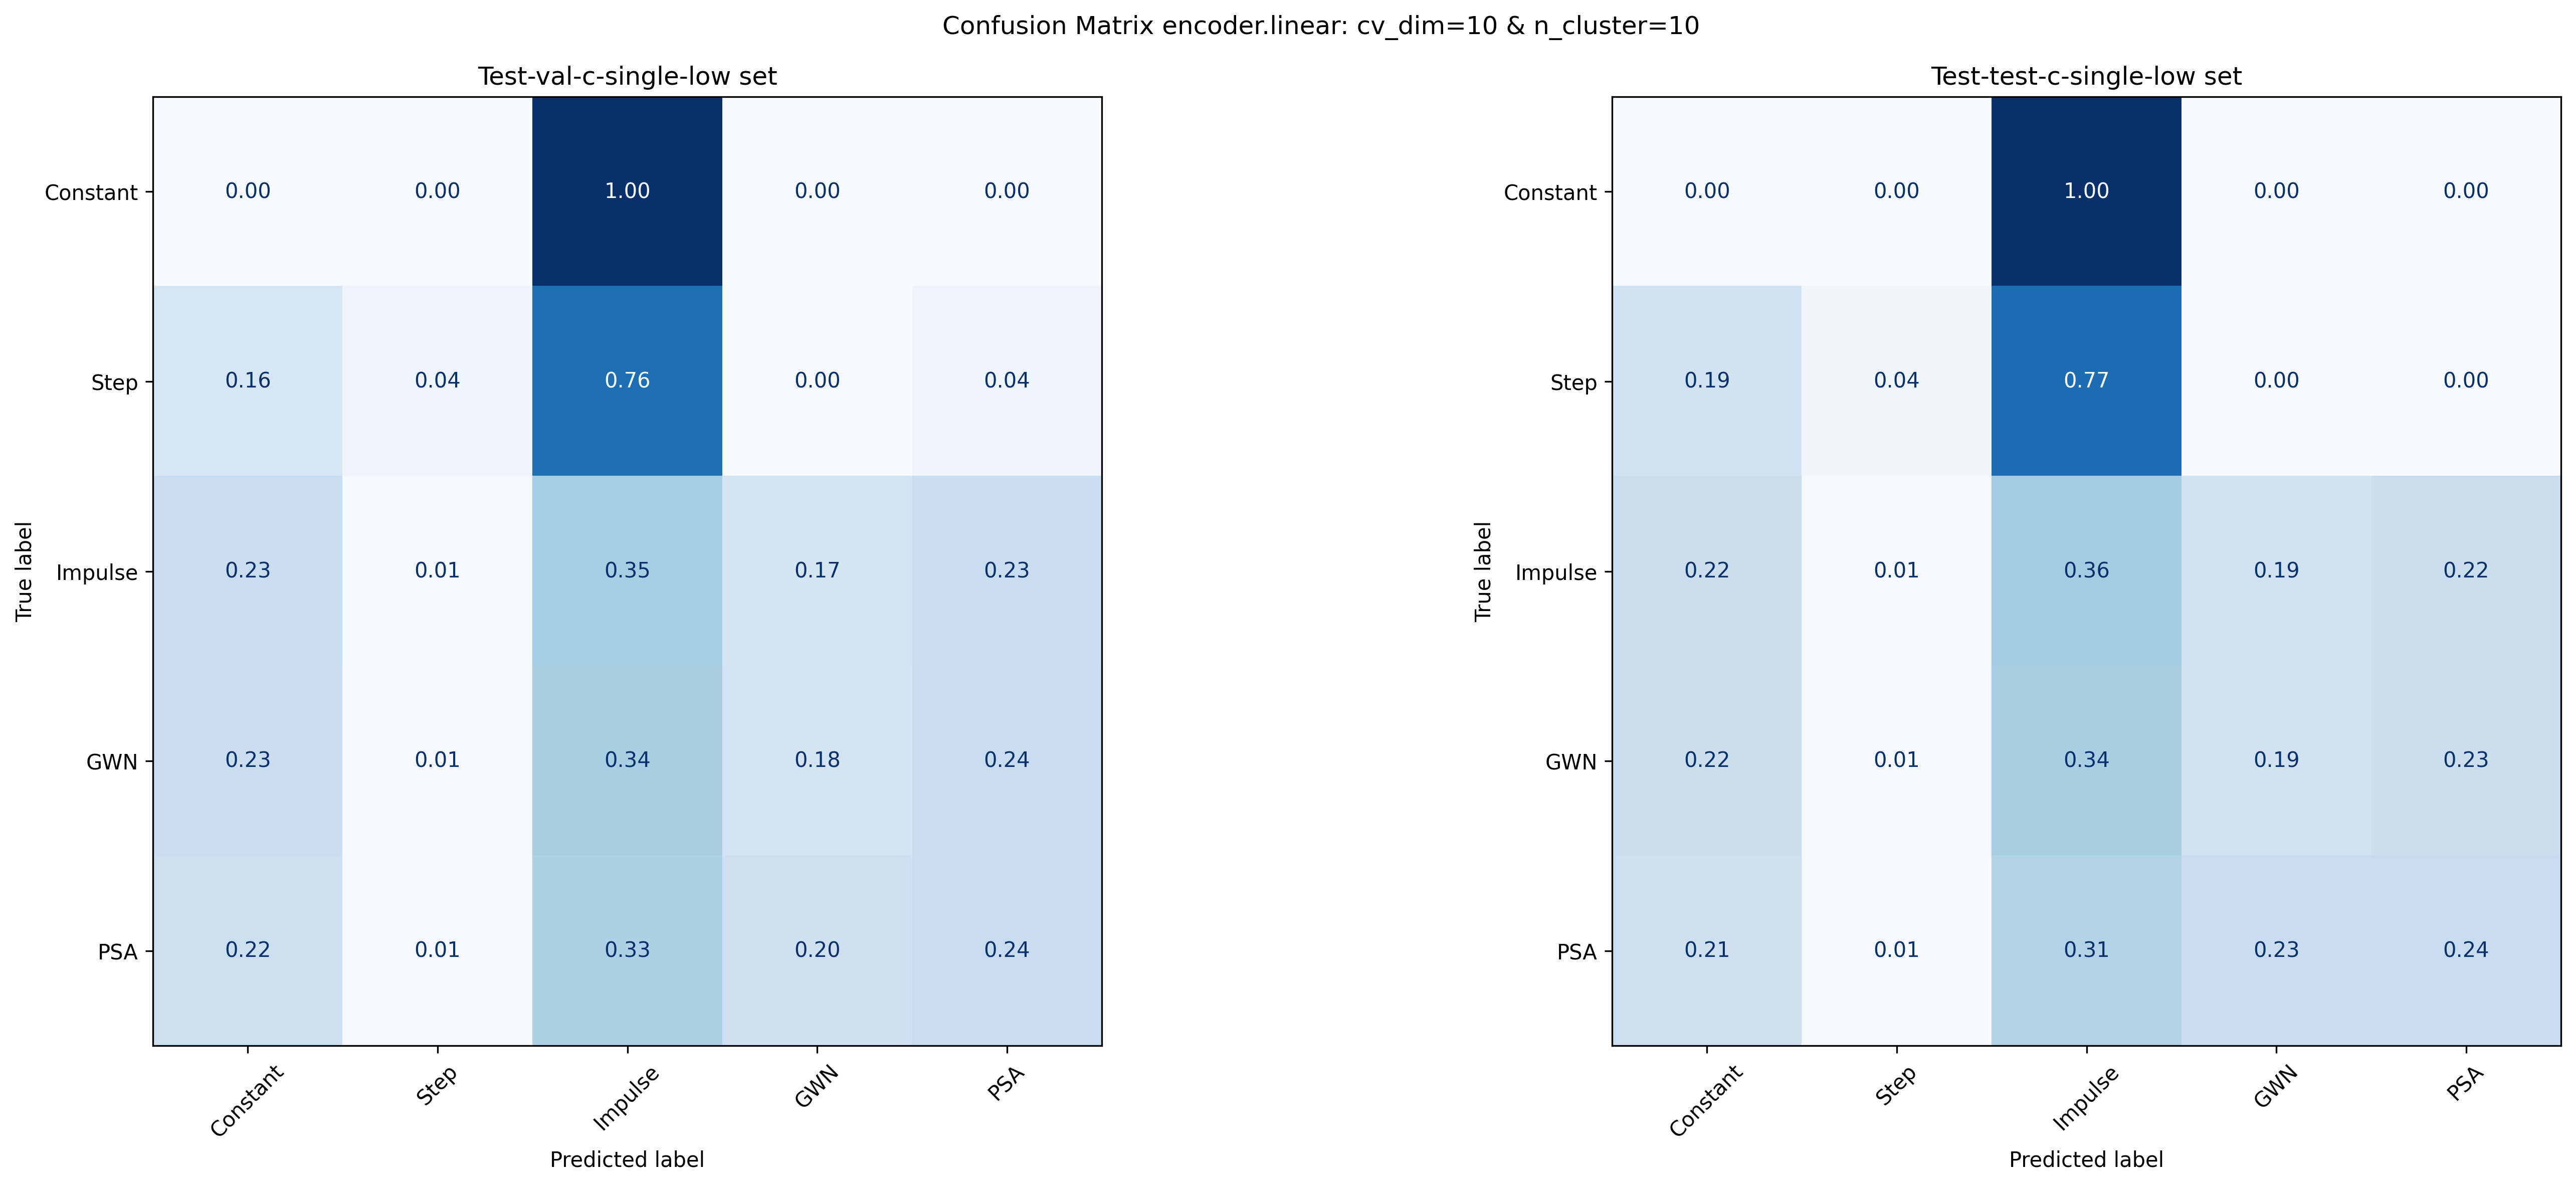 Confusion Matrix encoder.linear: cv_dim=10 & n_cluster=10
Test-val-c-single-low set
True label
Constant 0.00 0.00 1.00 0.00 0.00
Step 0.16 0.04 0.76 0.00 0.04
Impulse 0.23 0.01 0.35 0.17 0.23
GWN 0.23 0.01 0.34 0.18 0.24
PSA 0.22 0.01 0.33 0.20 0.24
Constant Step Impulse GWN PSA
Predicted label
Test-test-c-single-low set
True label
Constant 0.00 0.00 1.00 0.00 0.00
Step 0.19 0.04 0.77 0.00 0.00
Impulse 0.22 0.01 0.36 0.19 0.22
GWN 0.22 0.01 0.34 0.19 0.23
PSA 0.21 0.01 0.31 0.23 0.24
Constant Step Impulse GWN PSA
Predicted label